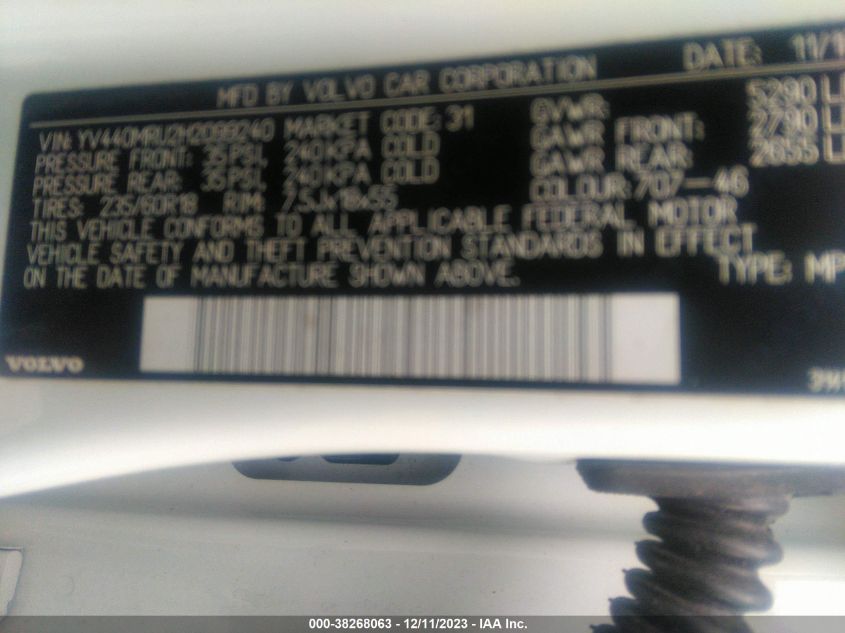 MFD BY VOLVO CAR CORPORATION DATE: 11/1
VIN: YV440MRU2H2099240 MARKET CODE: 31 GVWR: 5290 L
PRESSURE FRONT: 35PSI, 240KPA COLD GAWR FRONT: 2790 L
PRESSURE REAR: 35PSI, 240KPA COLD GAWR REAR: 2655 L
TIRES: 235/60R18 RIM: 7,5Jx18x55 COLOUR: 707-46
THIS VEHICLE CONFORMS TO ALL APPLICABLE FEDERAL MOTOR
VEHICLE SAFETY AND THEFT PREVENTION STANDARDS IN EFFECT
ON THE DATE OF MANUFACTURE SHOWN ABOVE. TYPE: MP
VOLVO
000-38268063 - 12/11/2023 - IAA Inc.